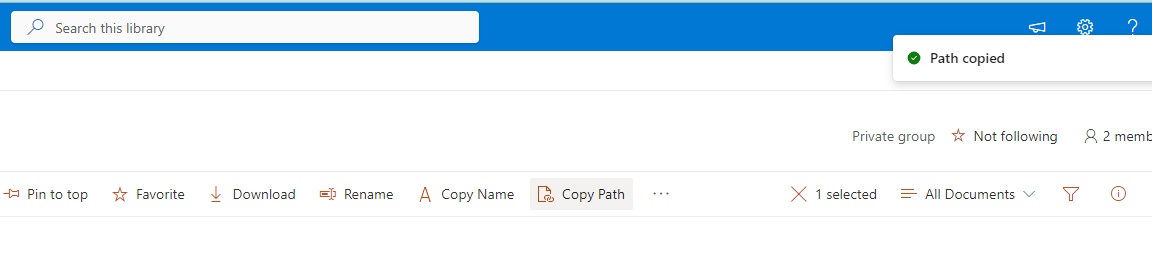 Search this library
Path copied
Private group Not following 2 memb
Pin to top Favorite Download Rename Copy Name Copy Path ... 1 selected All Documents